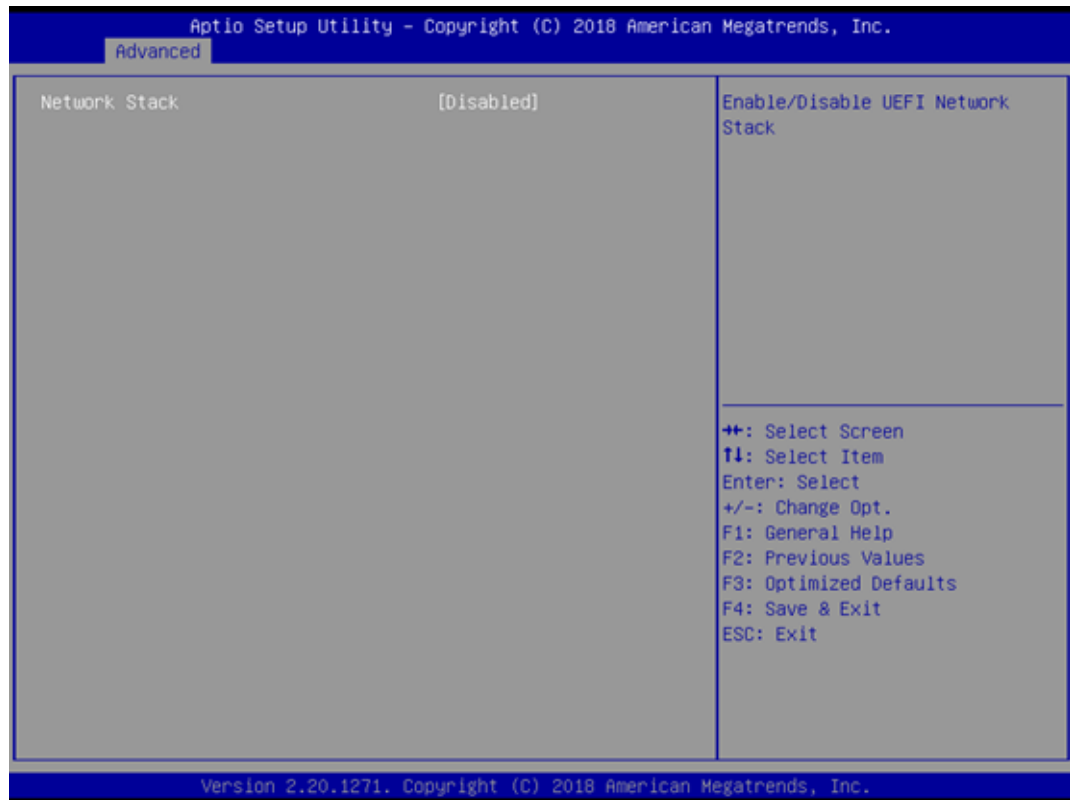 Aptio Setup Utility – Copyright (C) 2018 American Megatrends, Inc.
Advanced
Network Stack [Disabled]
Enable/Disable UEFI Network
Stack
→←: Select Screen
↑↓: Select Item
Enter: Select
+/-: Change Opt.
F1: General Help
F2: Previous Values
F3: Optimized Defaults
F4: Save & Exit
ESC: Exit
Version 2.20.1271. Copyright (C) 2018 American Megatrends, Inc.